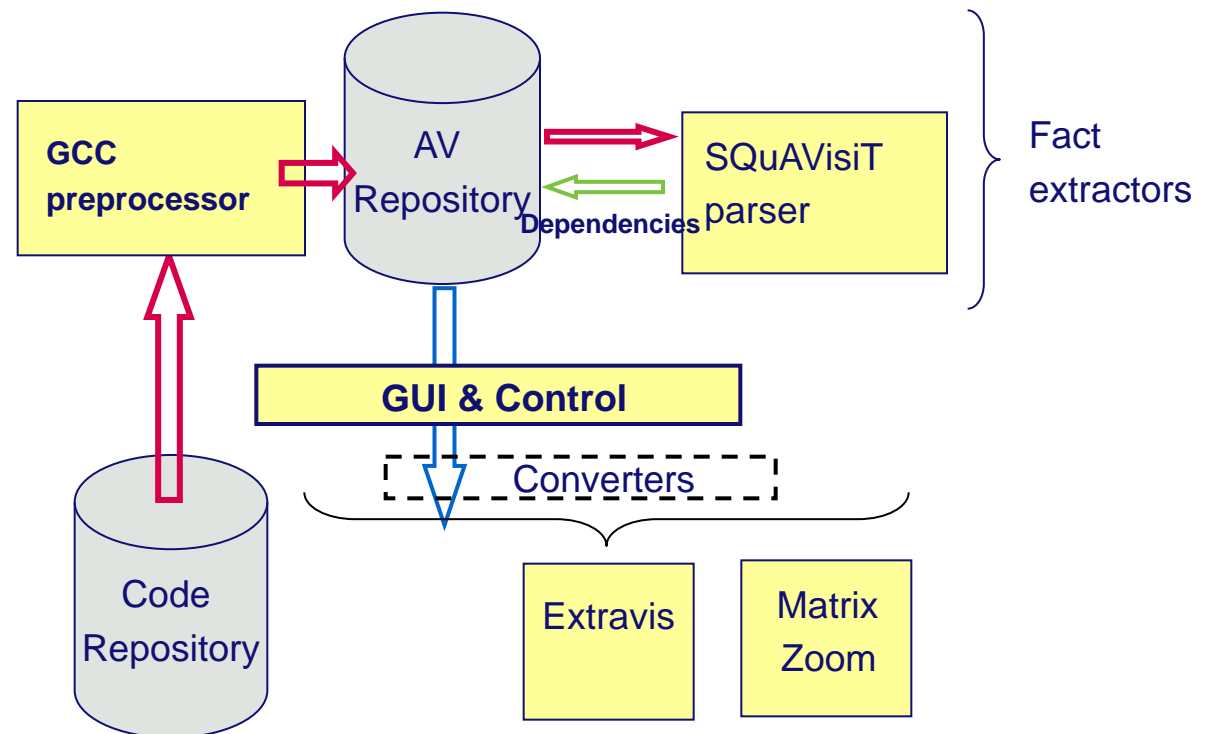 GCC
preprocessor
AV
Repository
Dependencies
SQuAVisiT
parser
Fact
extractors
GUI & Control
Converters
Code
Repository
Extravis
Matrix
Zoom